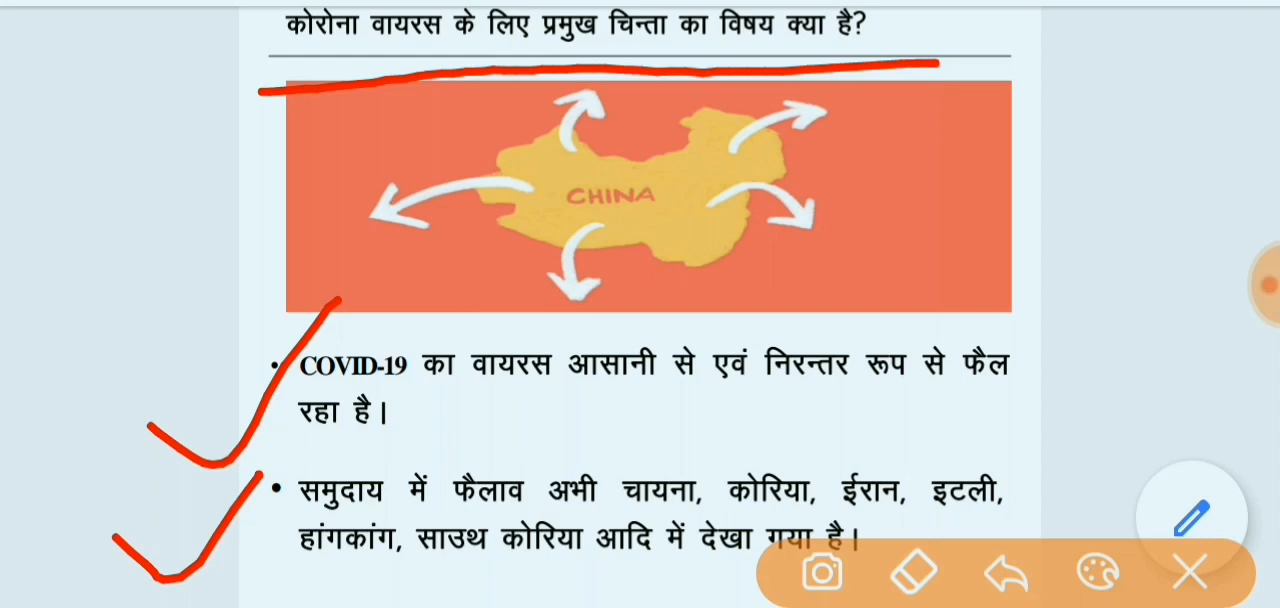 कोरोना वायरस के लिए प्रमुख चिन्ता का विषय क्या है?
CHINA
• COVID-19 का वायरस आसानी से एवं निरन्तर रूप से फैल
रहा है।
• समुदाय में फैलाव अभी चायना, कोरिया, ईरान, इटली,
हांगकांग, साउथ कोरिया आदि में देखा गया है।